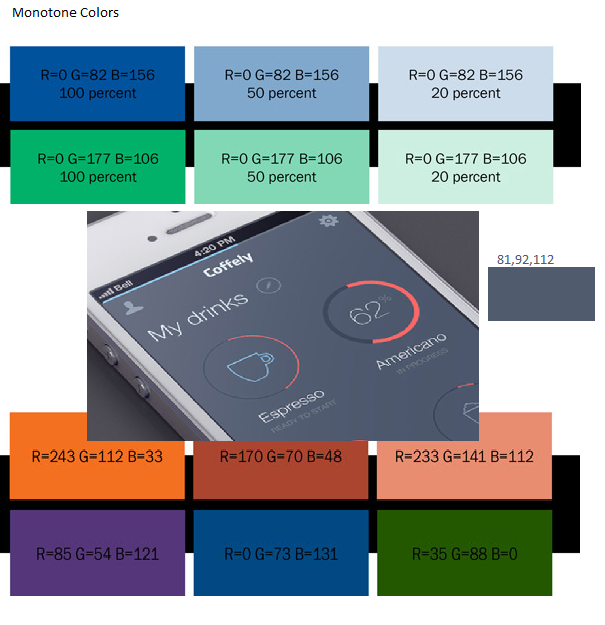 Monotone Colors
R=0 G=82 B=156
100 percent
R=0 G=82 B=156
50 percent
R=0 G=82 B=156
20 percent
R=0 G=177 B=106
100 percent
R=0 G=177 B=106
50 percent
R=0 G=177 B=106
20 percent
Bell
4:20 PM
Coffely
My drinks
62%
Espresso
READY TO START
Americano
IN PROGRESS
81,92,112
R=243 G=112 B=33
R=170 G=70 B=48
R=233 G=141 B=112
R=85 G=54 B=121
R=0 G=73 B=131
R=35 G=88 B=0